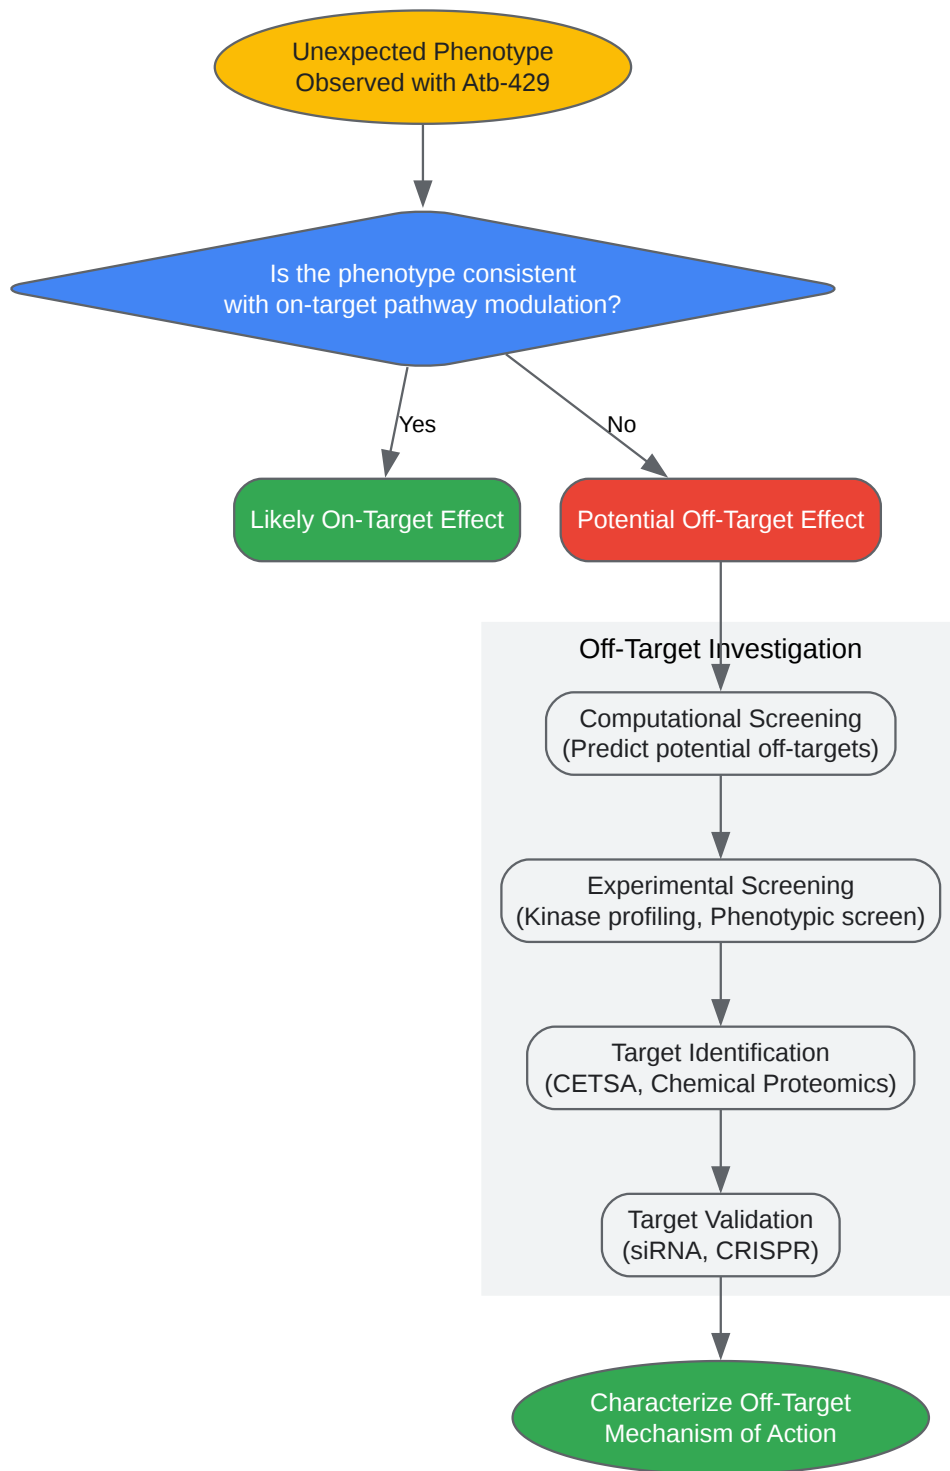 Unexpected Phenotype
Observed with Atb-429
Is the phenotype consistent
with on-target pathway modulation?
Yes
No
Likely On-Target Effect
Potential Off-Target Effect
Off-Target Investigation
Computational Screening
(Predict potential off-targets)
Experimental Screening
(Kinase profiling, Phenotypic screen)
Target Identification
(CETSA, Chemical Proteomics)
Target Validation
(siRNA, CRISPR)
Characterize Off-Target
Mechanism of Action